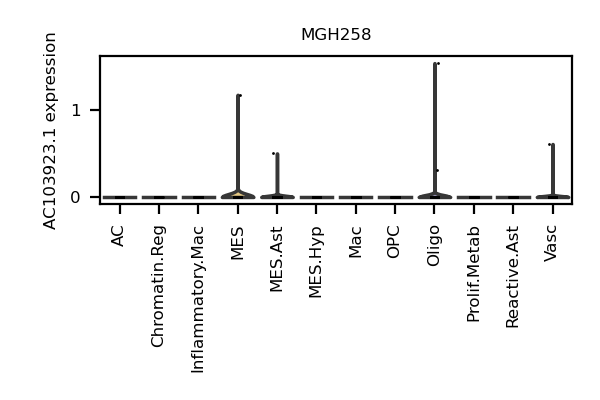 MGH258
AC103923.1 expression
1
0
AC
Chromatin.Reg
Inflammatory.Mac
MES
MES.Ast
MES.Hyp
Mac
OPC
Oligo
Prolif.Metab
Reactive.Ast
Vasc